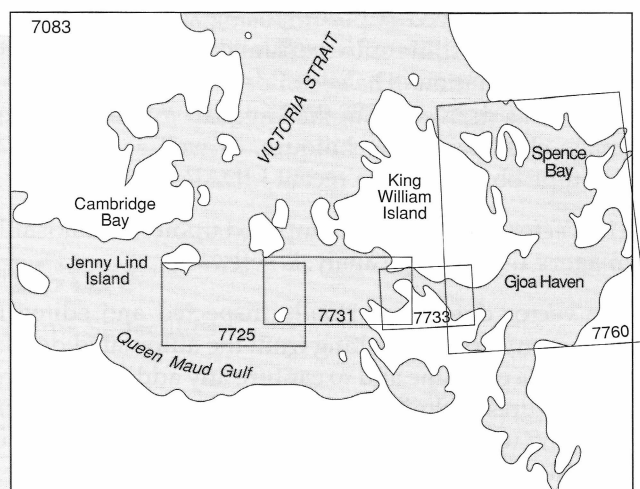 7083
VICTORIA STRAIT
Spence
Bay
King
William
Island
Cambridge
Bay
Jenny Lind
Island
Gjoa Haven
7731
7733
7725
7760
Queen Maud Gulf